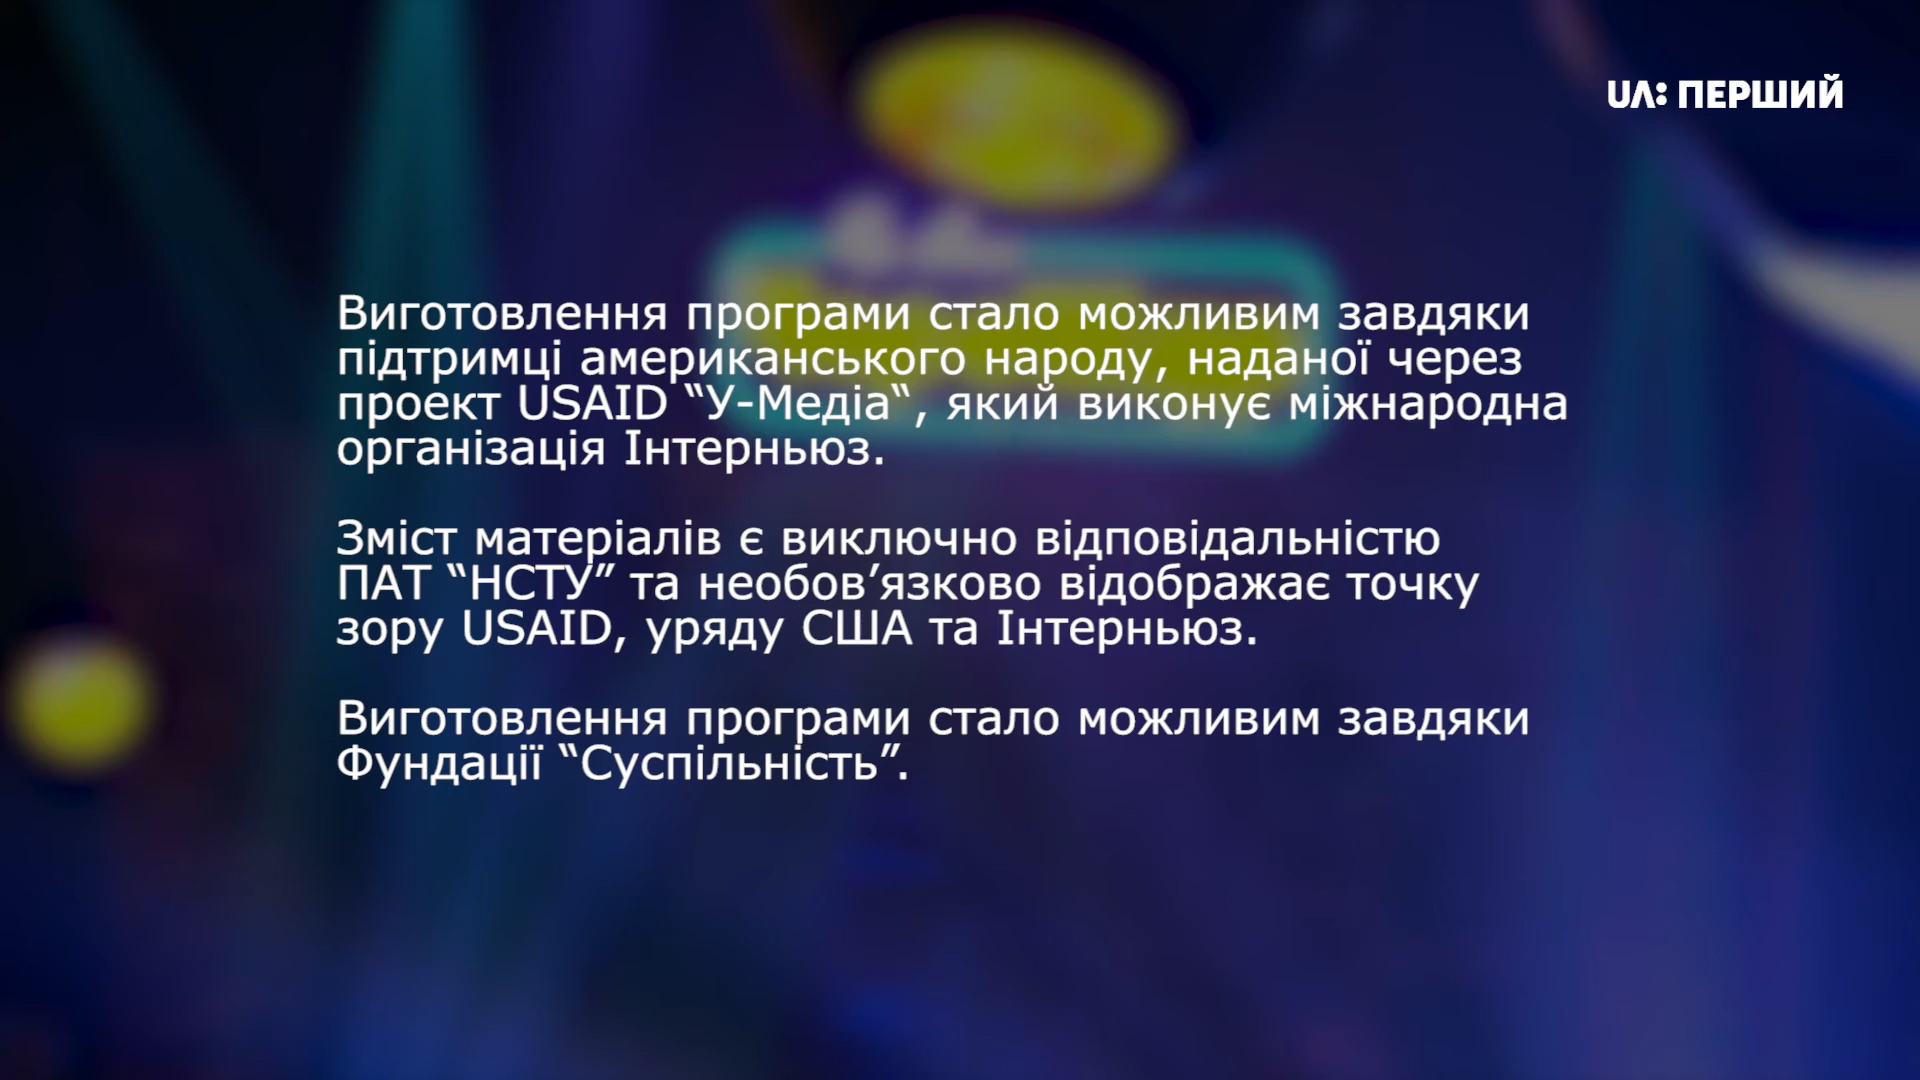 UA: ПЕРШИЙ
Виготовлення програми стало можливим завдяки
підтримці американського народу, наданої через
проект USAID “У-Медіа“, який виконує міжнародна
організація Інтерньюз.
Зміст матеріалів є виключно відповідальністю
ПАТ “НСТУ” та необов’язково відображає точку
зору USAID, уряду США та Інтерньюз.
Виготовлення програми стало можливим завдяки
Фундації “Суспільність”.